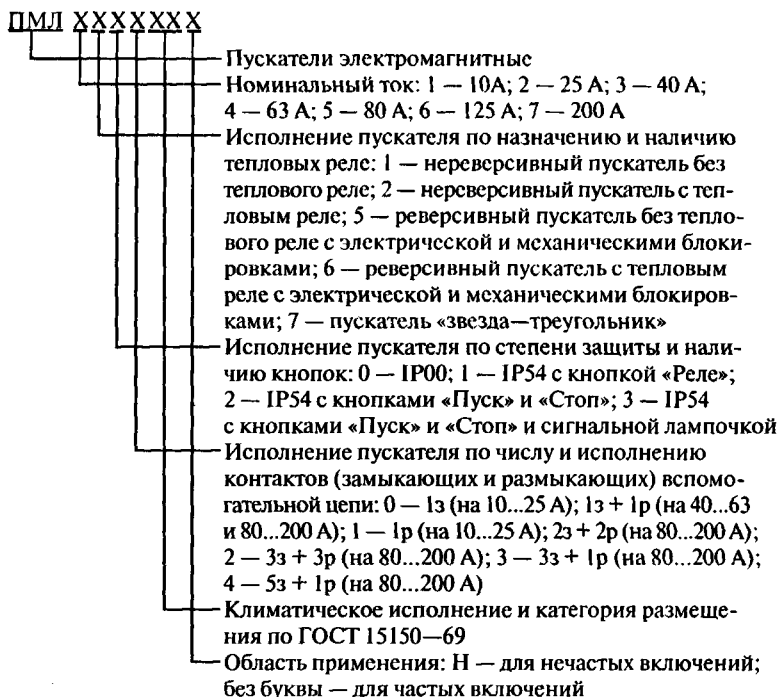 ПМЛ ХХХХХХХ
Пускатели электромагнитные
Номинальный ток: 1 — 10А; 2 — 25 А; 3 — 40 А;
4 — 63 А; 5 — 80 А; 6 — 125 А; 7 — 200 А
Исполнение пускателя по назначению и наличию
тепловых реле: 1 — нереверсивный пускатель без
теплового реле; 2 — нереверсивный пускатель с теп-
ловым реле; 5 — реверсивный пускатель без тепло-
вого реле с электрической и механическими блоки-
ровками; 6 — реверсивный пускатель с тепловым
реле с электрической и механическими блокиров-
ками; 7 — пускатель «звезда—треугольник»
Исполнение пускателя по степени защиты и нали-
чию кнопок: 0 — IP00; 1 — IP54 с кнопкой «Реле»;
2 — IP54 с кнопками «Пуск» и «Стоп»; 3 — IP54
с кнопками «Пуск» и «Стоп» и сигнальной лампочкой
Исполнение пускателя по числу и исполнению
контактов (замыкающих и размыкающих) вспомо-
гательной цепи: 0 — 1з (на 10...25 А); 1з + 1р (на 40...63
и 80...200 А); 1 — 1р (на 10...25 А); 2з + 2р (на 80...200 А);
2 — 3з + 3р (на 80...200 А); 3 — 3з + 1р (на 80...200 А);
4 — 5з + 1р (на 80...200 А)
Климатическое исполнение и категория размеще-
ния по ГОСТ 15150—69
Область применения: Н — для нечастых включений;
без буквы — для частых включений